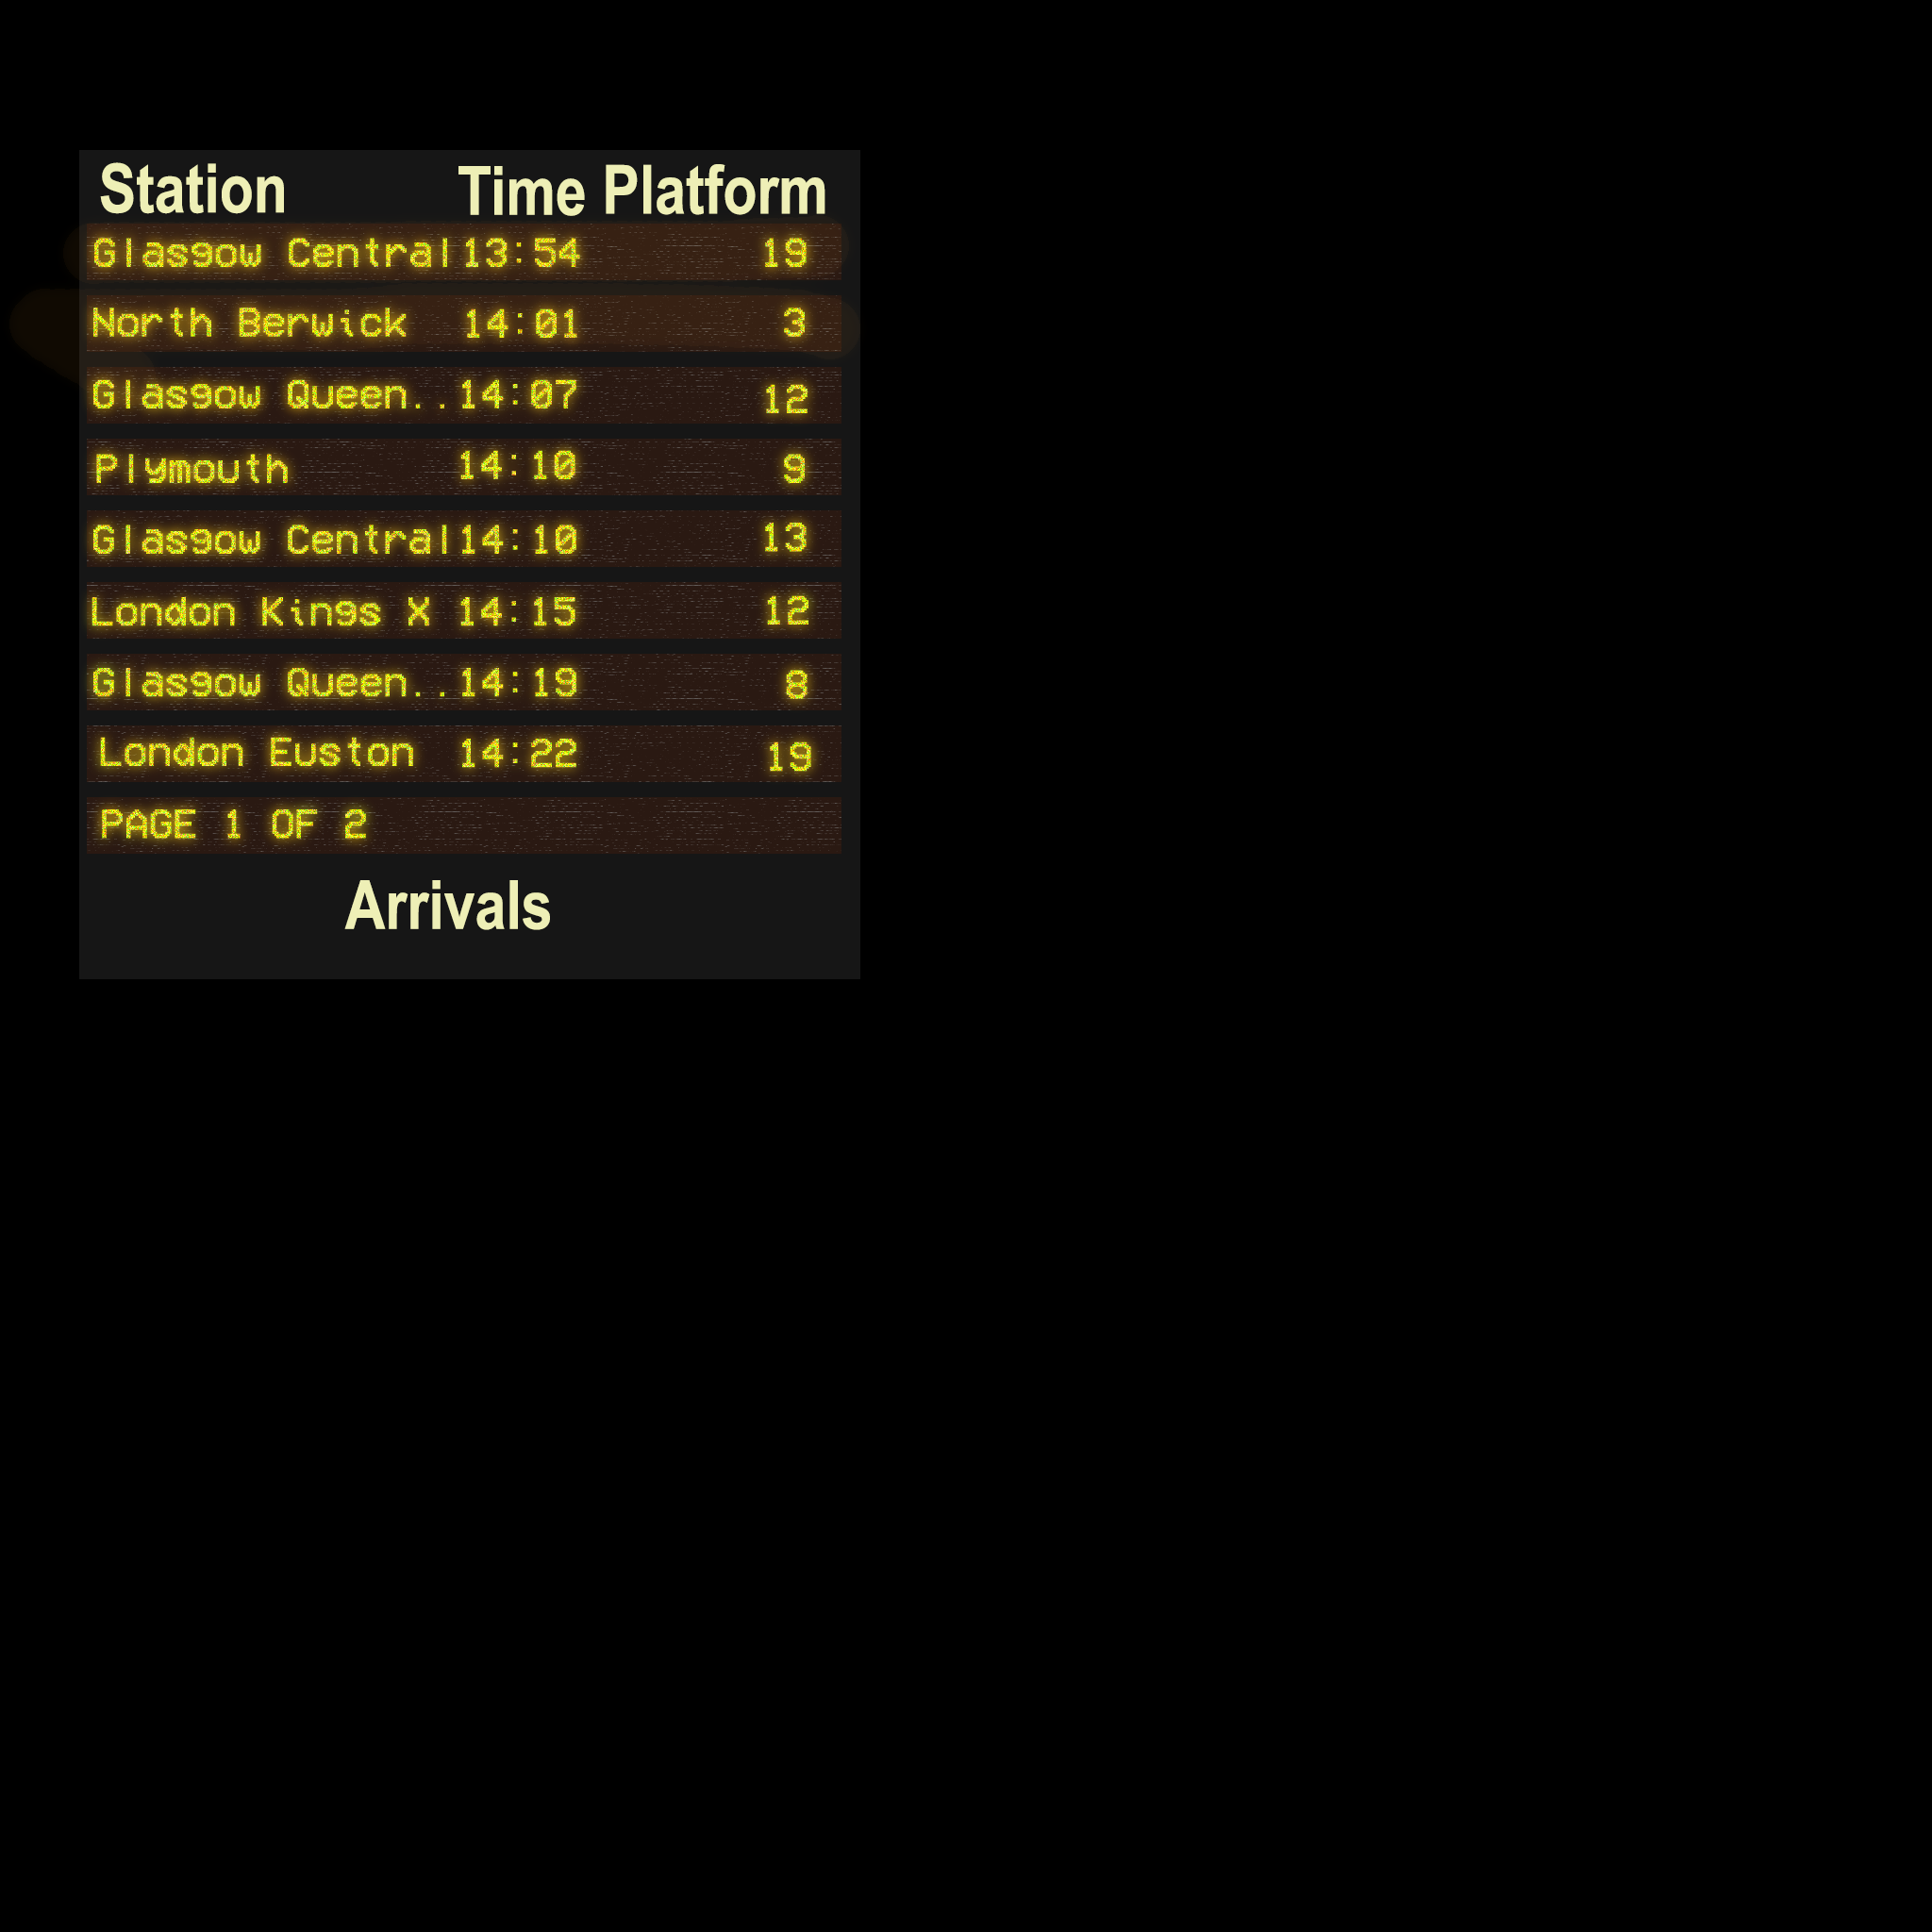 Station Time Platform
Glasgow Central 13:54 19
North Berwick 14:01 3
Glasgow Queen.. 14:07 12
Plymouth 14:10 9
Glasgow Central 14:10 13
London Kings X 14:15 12
Glasgow Queen.. 14:19 8
London Euston 14:22 19
PAGE 1 OF 2
Arrivals